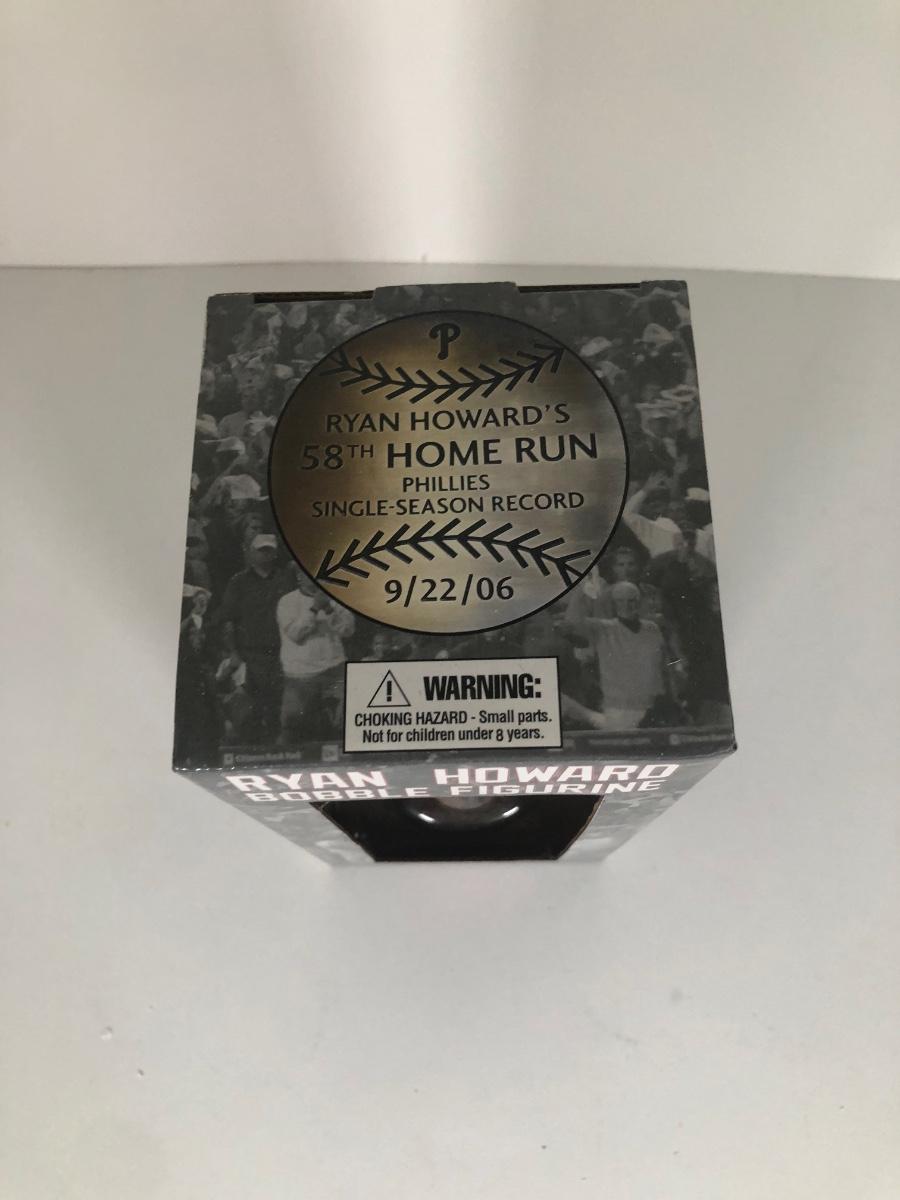 P
RYAN HOWARD'S
58TH HOME RUN
PHILLIES
SINGLE-SEASON RECORD
9/22/06
! WARNING:
CHOKING HAZARD - Small parts.
Not for children under 8 years.
RYAN HOWARD
BOBBLE FIGURINE